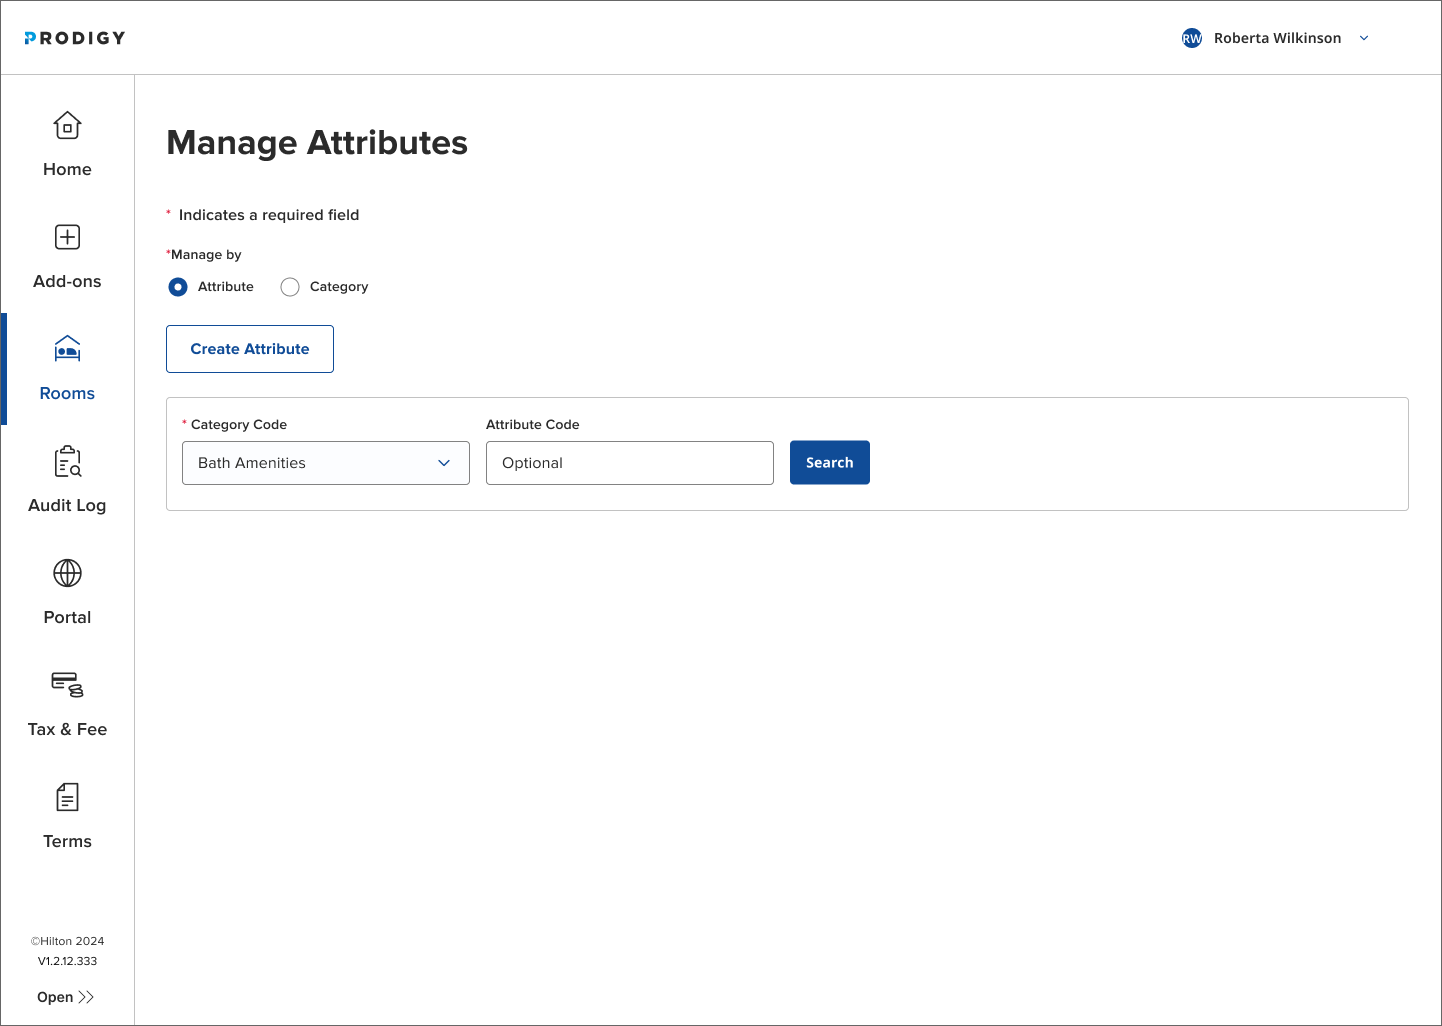 PRODIGY
RW Roberta Wilkinson
Home
Add-ons
Rooms
Audit Log
Portal
Tax & Fee
Terms
©Hilton 2024
V1.2.12.333
Open
Manage Attributes
* Indicates a required field
*Manage by
Attribute Category
Create Attribute
* Category Code Attribute Code
Bath Amenities Optional Search